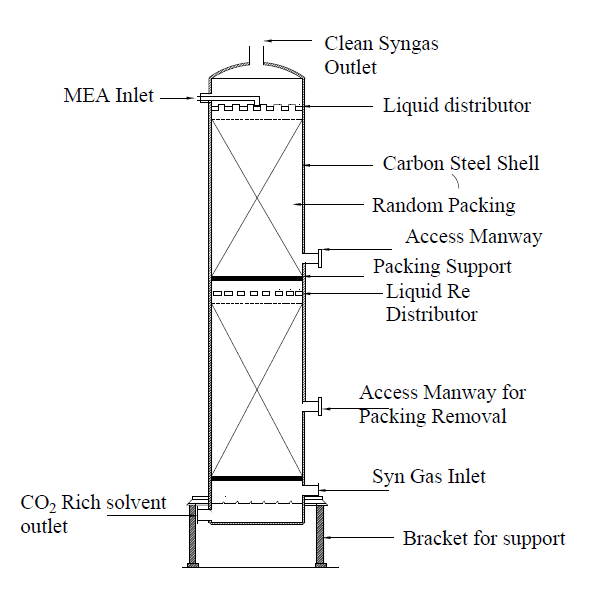 Clean Syngas
Outlet
MEA Inlet
Liquid distributor
Carbon Steel Shell
Random Packing
Access Manway
Packing Support
Liquid Re
Distributor
Access Manway for
Packing Removal
Syn Gas Inlet
CO₂ Rich solvent
outlet
Bracket for support